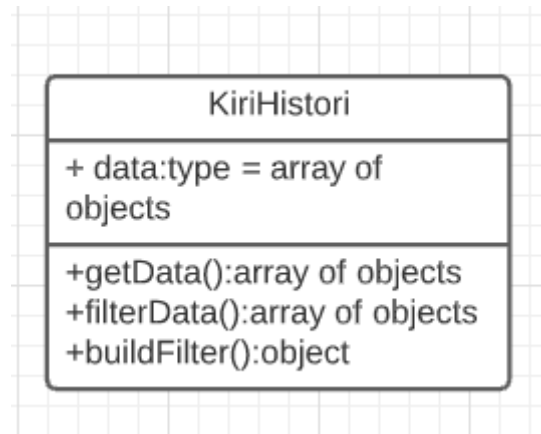 KiriHistori
+ data:type = array of
objects
+getData():array of objects
+filterData():array of objects
+buildFilter():object